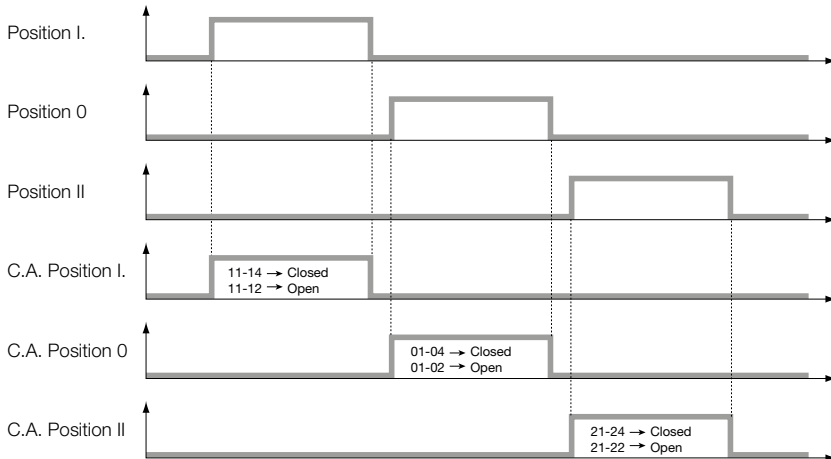 Position I.
Position 0
Position II
C.A. Position I.
11-14 → Closed
11-12 → Open
C.A. Position 0
01-04 → Closed
01-02 → Open
C.A. Position II
21-24 → Closed
21-22 → Open